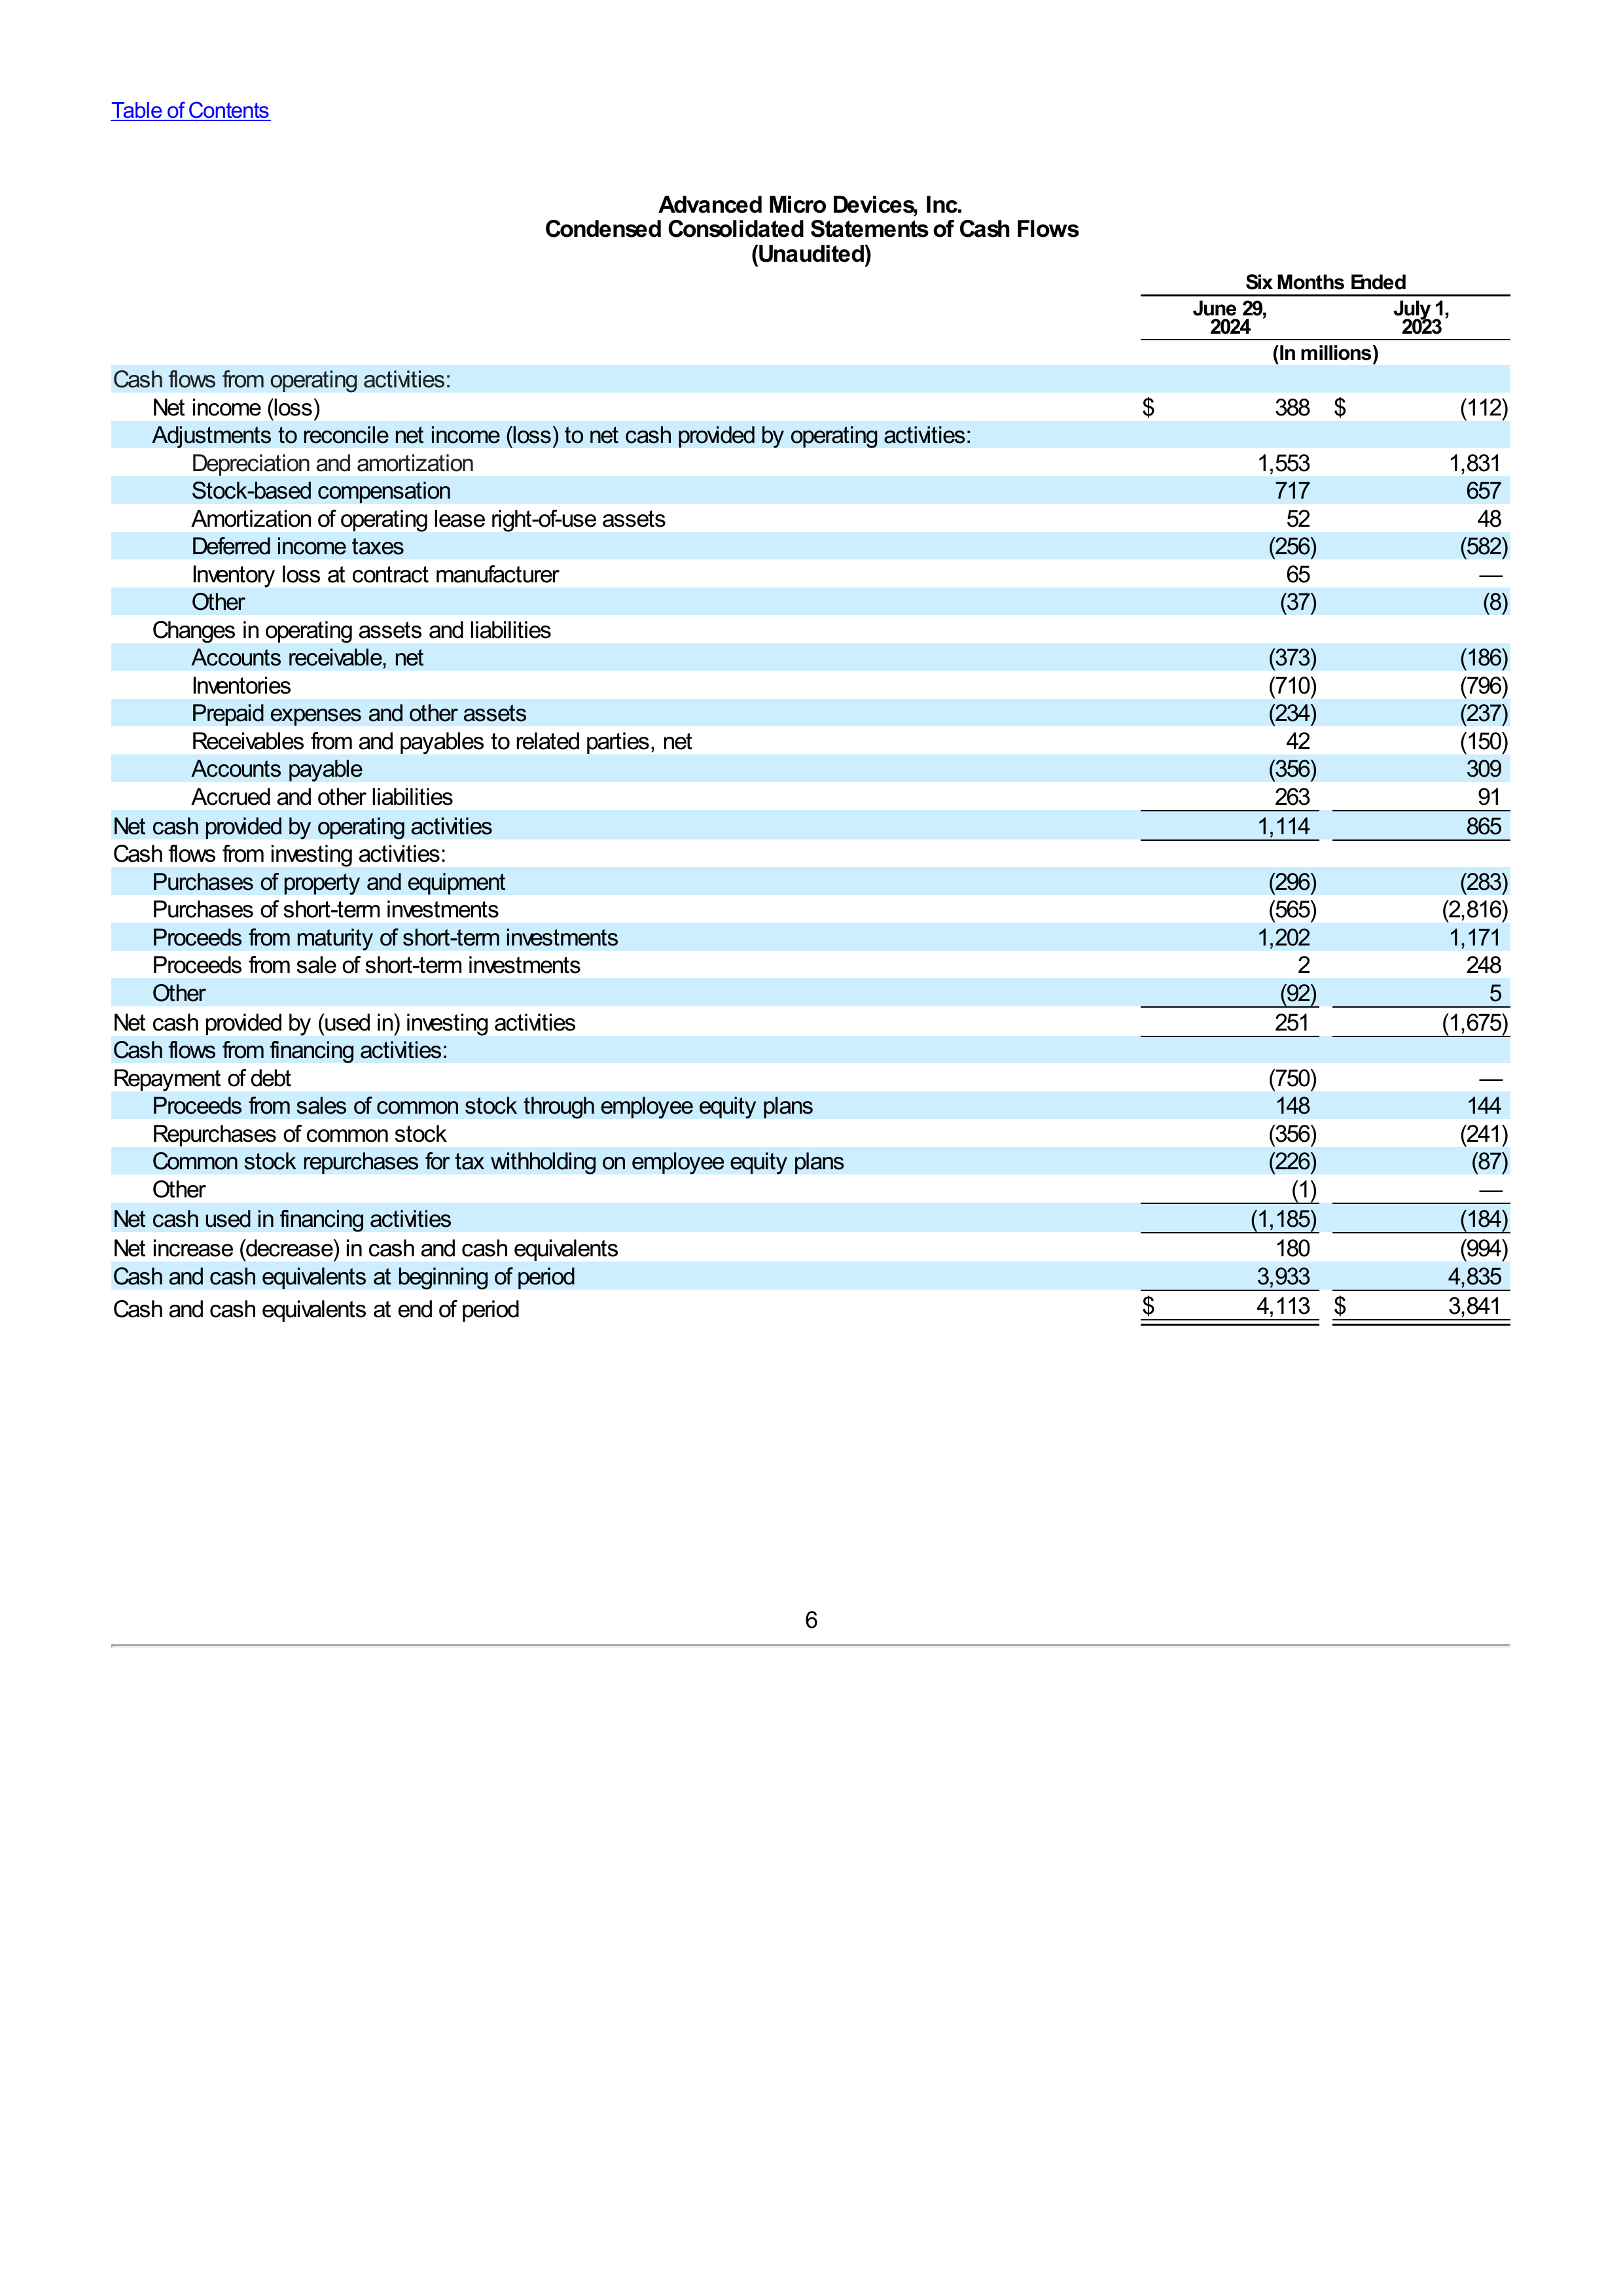 Table of Contents
Advanced Micro Devices, Inc.
Condensed Consolidated Statements of Cash Flows
(Unaudited)
Six Months Ended
June 29, 2024 July 1, 2023
(In millions)
Cash flows from operating activities:
Net income (loss) $ 388 $ (112)
Adjustments to reconcile net income (loss) to net cash provided by operating activities:
Depreciation and amortization 1,553 1,831
Stock-based compensation 717 657
Amortization of operating lease right-of-use assets 52 48
Deferred income taxes (256) (582)
Inventory loss at contract manufacturer 65 —
Other (37) (8)
Changes in operating assets and liabilities
Accounts receivable, net (373) (186)
Inventories (710) (796)
Prepaid expenses and other assets (234) (237)
Receivables from and payables to related parties, net 42 (150)
Accounts payable (356) 309
Accrued and other liabilities 263 91
Net cash provided by operating activities 1,114 865
Cash flows from investing activities:
Purchases of property and equipment (296) (283)
Purchases of short-term investments (565) (2,816)
Proceeds from maturity of short-term investments 1,202 1,171
Proceeds from sale of short-term investments 2 248
Other (92) 5
Net cash provided by (used in) investing activities 251 (1,675)
Cash flows from financing activities:
Repayment of debt (750) —
Proceeds from sales of common stock through employee equity plans 148 144
Repurchases of common stock (356) (241)
Common stock repurchases for tax withholding on employee equity plans (226) (87)
Other (1) —
Net cash used in financing activities (1,185) (184)
Net increase (decrease) in cash and cash equivalents 180 (994)
Cash and cash equivalents at beginning of period 3,933 4,835
Cash and cash equivalents at end of period $ 4,113 $ 3,841
6